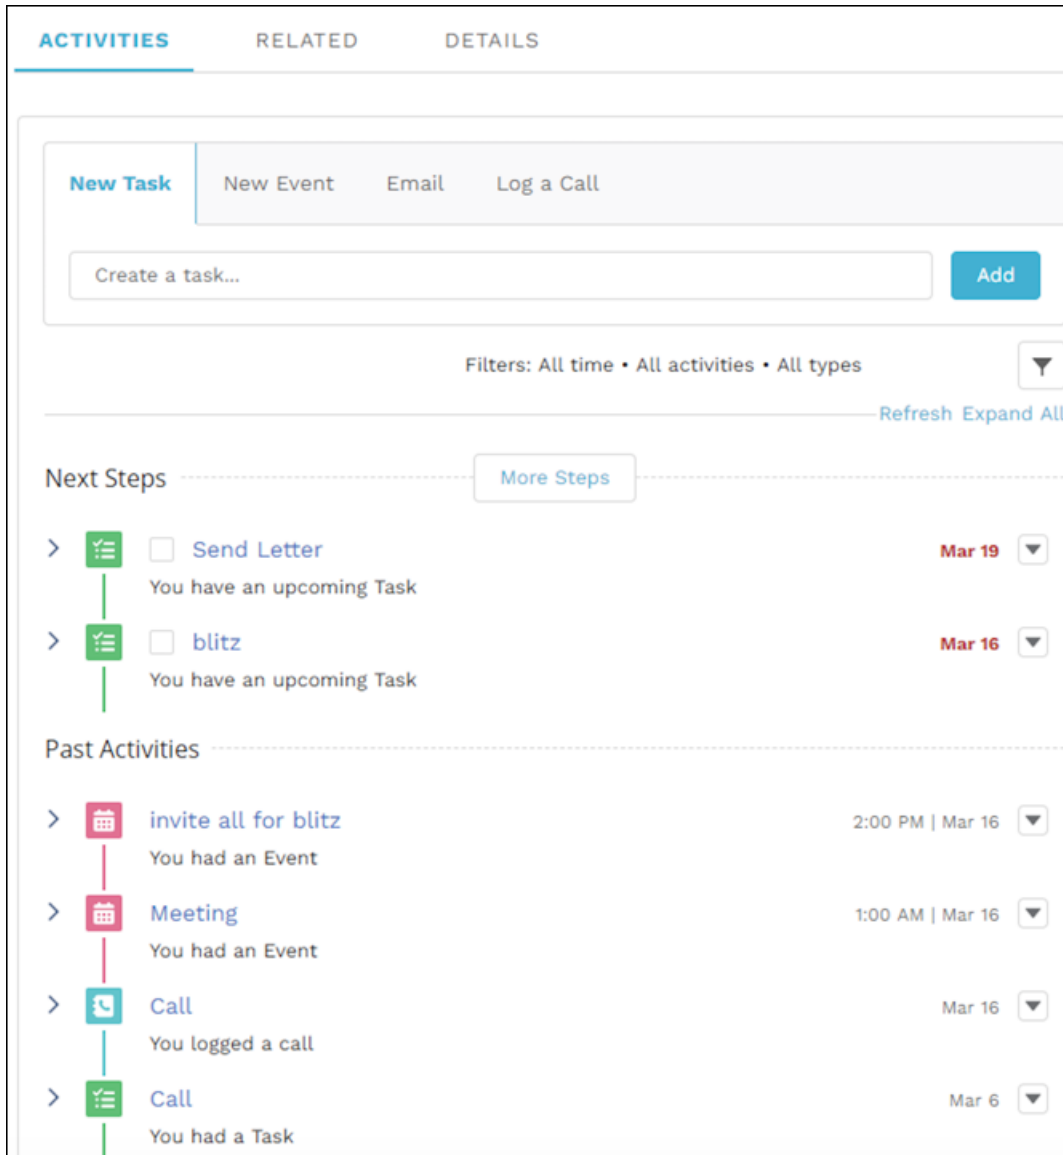 ACTIVITIES RELATED DETAILS
New Task New Event Email Log a Call
Create a task... Add
Filters: All time • All activities • All types
Refresh Expand All
Next Steps More Steps
Send Letter Mar 19
You have an upcoming Task
blitz Mar 16
You have an upcoming Task
Past Activities
invite all for blitz 2:00 PM | Mar 16
You had an Event
Meeting 1:00 AM | Mar 16
You had an Event
Call Mar 16
You logged a call
Call Mar 6
You had a Task